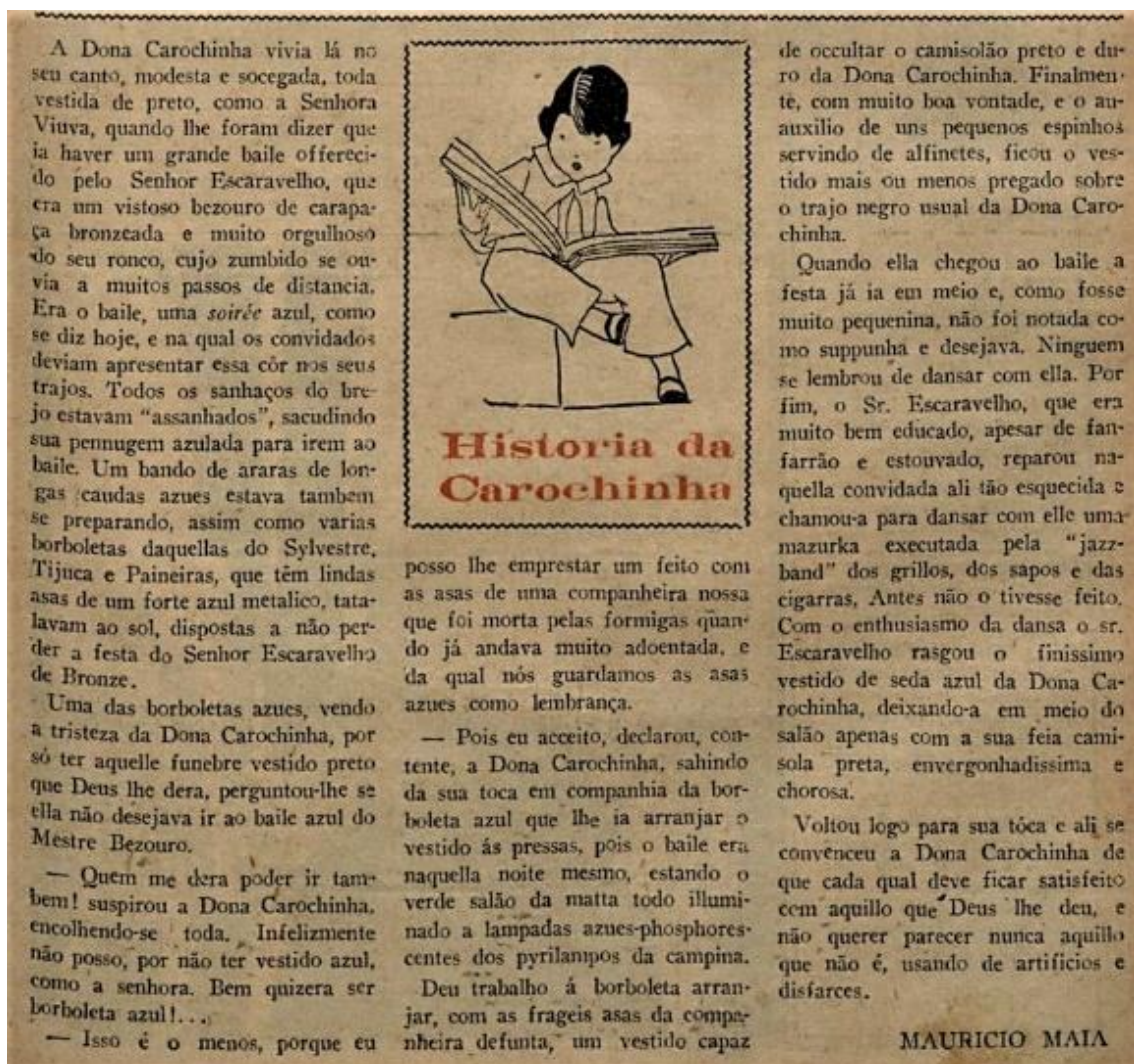 A Dona Carochinha vivia lá no
seu canto, modesta e socegada, toda
vestida de preto, como a Senhora
Viuva, quando lhe foram dizer que
ia haver um grande baile offereci-
do pelo Senhor Escaravelho, que
era um vistoso bezouro de carapa-
ça bronzeada e muito orgulhoso
do seu ronco, cujo zumbido se ou-
via a muitos passos de distancia.
Era o baile, uma soirée azul, como
se diz hoje, e na qual os convidados
deviam apresentar essa côr nos seus
trajos. Todos os sanhaços do bre-
jo estavam "assanhados", sacudindo
sua pennugem azulada para irem ao
baile. Um bando de araras de lon-
gas caudas azues estava tambem
se preparando, assim como varias
borboletas daquellas do Sylvestre,
Tijuca e Paineiras, que têm lindas
asas de um forte azul metalico, tata-
lavam ao sol, dispostas a não per-
der a festa do Senhor Escaravelho
de Bronze.
Uma das borboletas azues, vendo
a tristeza da Dona Carochinha, por
só ter aquelle funebre vestido preto
que Deus lhe dera, perguntou-lhe se
ella não desejava ir ao baile azul do
Mestre Bezouro.
— Quem me dera poder ir tam-
bem! suspirou a Dona Carochinha,
encolhendo-se toda. Infelizmente
não posso, por não ter vestido azul,
como a senhora. Bem quizera ser
borboleta azul!...
— Isso é o menos, porque eu
Historia da
Carochinha
posso lhe emprestar um feito com
as asas de uma companheira nossa
que foi morta pelas formigas quan-
do já andava muito adoentada, e
da qual nós guardamos as asas
azues como lembrança.
— Pois eu acceito, declarou, con-
tente, a Dona Carochinha, sahindo
da sua toca em companhia da bor-
boleta azul que lhe ia arranjar o
vestido ás pressas, pois o baile era
naquella noite mesmo, estando o
verde salão da matta todo illumi-
nado a lampadas azues-phosphores-
centes dos pyrilampos da campina.
Deu trabalho á borboleta arran-
jar, com as frageis asas da compa-
nheira defunta, um vestido capaz
de occultar o camisolão preto e du-
ro da Dona Carochinha. Finalmen-
te, com muito boa vontade, e o au-
auxilio de uns pequenos espinhos
servindo de alfinetes, ficou o ves-
tido mais ou menos pregado sobre
o trajo negro usual da Dona Caro-
chinha.
Quando ella chegou ao baile a
festa já ia em meio e, como fosse
muito pequenina, não foi notada co-
mo suppunha e desejava. Ninguem
se lembrou de dansar com ella. Por
fim, o Sr. Escaravelho, que era
muito bem educado, apesar de fan-
farrão e estouvado, reparou na-
quella convidada ali tão esquecida e
chamou-a para dansar com elle uma
mazurka executada pela "jazz-
band" dos grillos, dos sapos e das
cigarras. Antes não o tivesse feito.
Com o enthusiasmo da dansa o sr.
Escaravelho rasgou o finissimo
vestido de seda azul da Dona Ca-
rochinha, deixando-a em meio do
salão apenas com a sua feia cami-
sola preta, envergonhadissima e
chorosa.
Voltou logo para sua tóca e ali se
convenceu a Dona Carochinha de
que cada qual deve ficar satisfeito
com aquillo que Deus lhe deu, e
não querer parecer nunca aquillo
que não é, usando de artificios e
disfarces.
MAURICIO MAIA